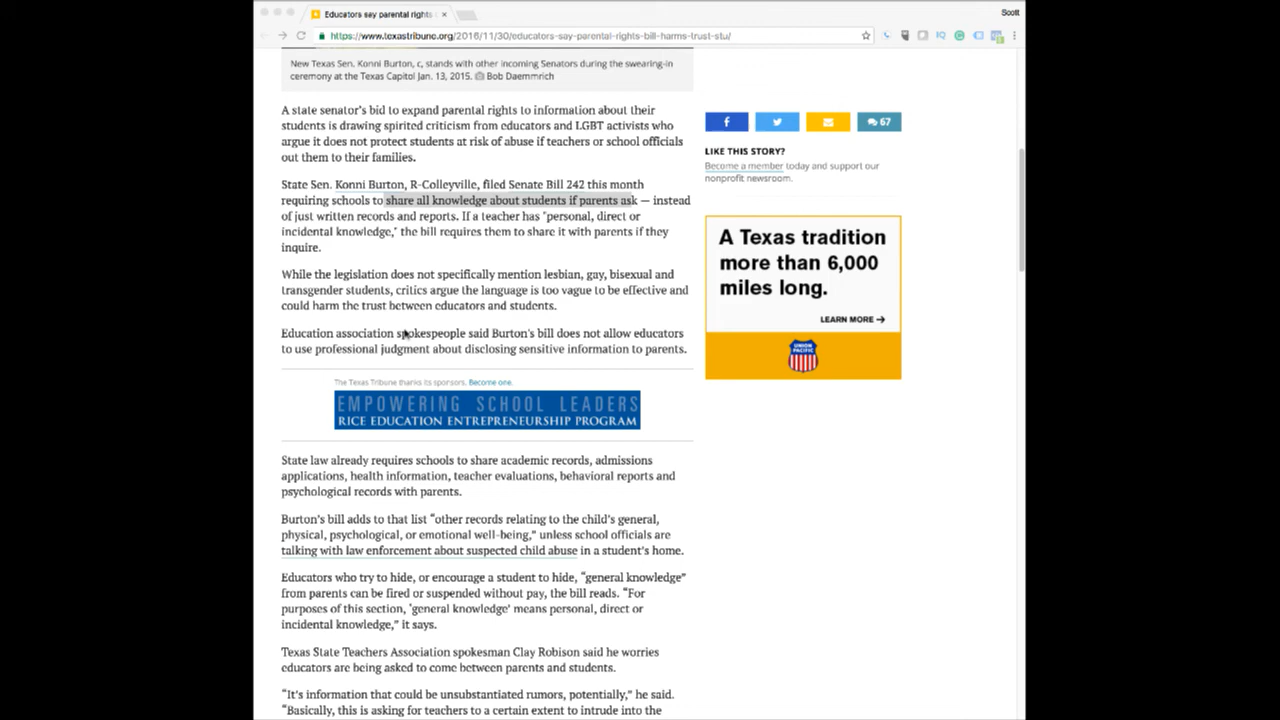 Educators say parental rights
Scott
https://www.texastribune.org/2016/11/30/educators-say-parental-rights-bill-harms-trust-stu/
New Texas Sen. Konni Burton, c, stands with other incoming Senators during the swearing-in
ceremony at the Texas Capitol Jan. 13, 2015. Bob Daemmrich
A state senator's bid to expand parental rights to information about their
students is drawing spirited criticism from educators and LGBT activists who
argue it does not protect students at risk of abuse if teachers or school officials
out them to their families.
State Sen. Konni Burton, R-Colleyville, filed Senate Bill 242 this month
requiring schools to share all knowledge about students if parents ask — instead
of just written records and reports. If a teacher has "personal, direct or
incidental knowledge," the bill requires them to share it with parents if they
inquire.
While the legislation does not specifically mention lesbian, gay, bisexual and
transgender students, critics argue the language is too vague to be effective and
could harm the trust between educators and students.
Education association spokespeople said Burton's bill does not allow educators
to use professional judgment about disclosing sensitive information to parents.
The Texas Tribune thanks its sponsors. Become one.
EMPOWERING SCHOOL LEADERS
RICE EDUCATION ENTREPRENEURSHIP PROGRAM
State law already requires schools to share academic records, admissions
applications, health information, teacher evaluations, behavioral reports and
psychological records with parents.
Burton's bill adds to that list “other records relating to the child's general,
physical, psychological, or emotional well-being,” unless school officials are
talking with law enforcement about suspected child abuse in a student's home.
Educators who try to hide, or encourage a student to hide, “general knowledge”
from parents can be fired or suspended without pay, the bill reads. “For
purposes of this section, ‘general knowledge’ means personal, direct or
incidental knowledge,” it says.
Texas State Teachers Association spokesman Clay Robison said he worries
educators are being asked to come between parents and students.
“It's information that could be unsubstantiated rumors, potentially,” he said.
“Basically, this is asking for teachers to a certain extent to intrude into the
67
LIKE THIS STORY?
Become a member today and support our
nonprofit newsroom.
A Texas tradition
more than 6,000
miles long.
LEARN MORE →
UNION
PACIFIC